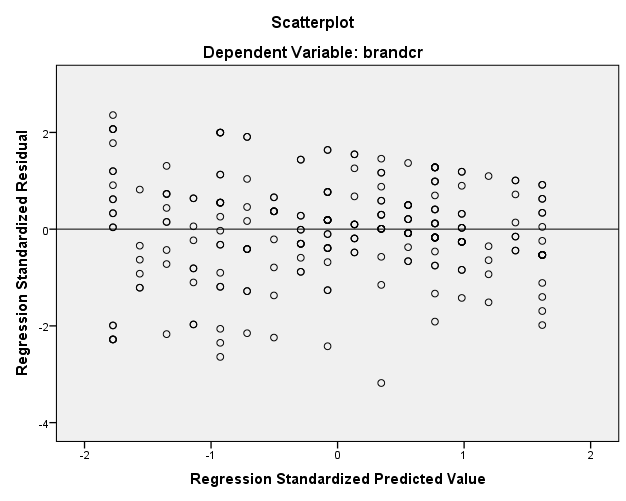 Scatterplot
Dependent Variable: brandcr
Regression Standardized Residual
2
0
-2
-4
-2
-1
0
1
2
Regression Standardized Predicted Value